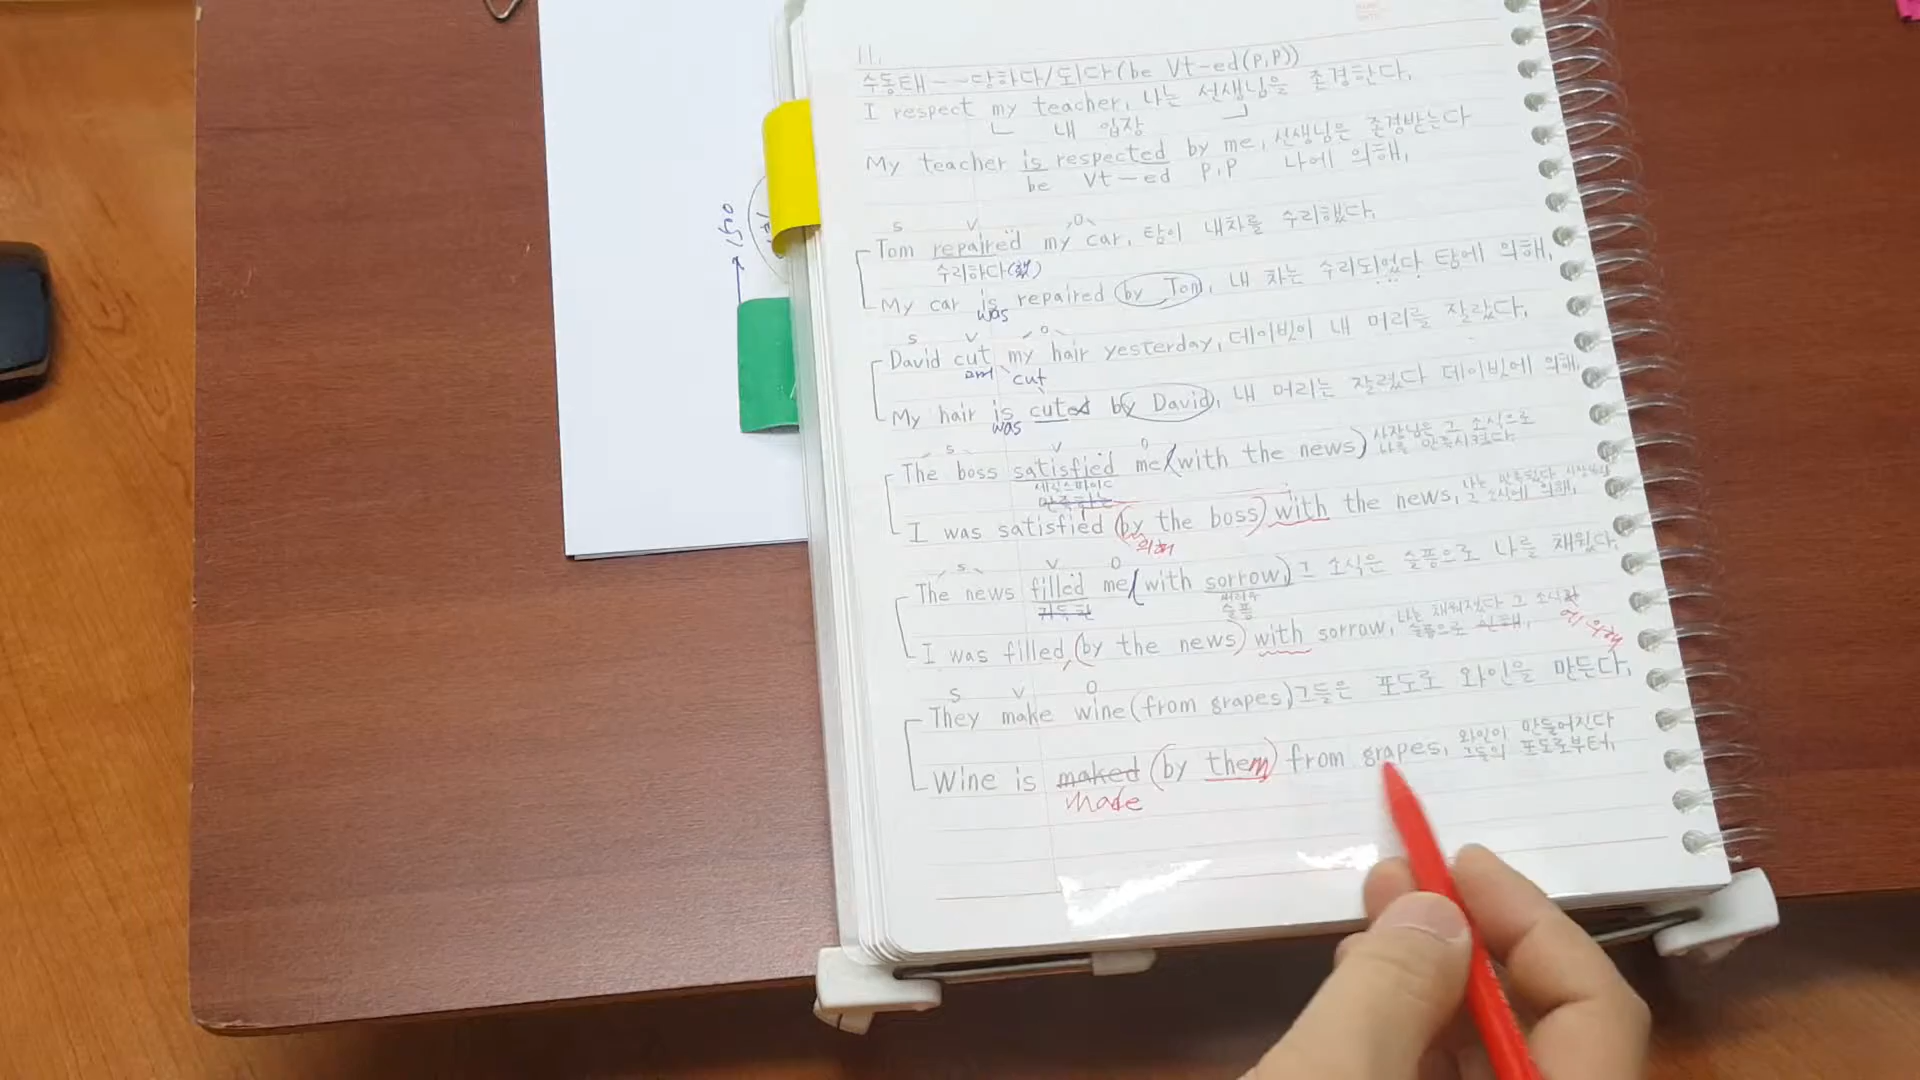 11.
수동태 -- 당하다/되다(be Vt-ed(p.p))
I respect my teacher. 나는 선생님을 존경한다.
내 입장
My teacher is respected by me. 선생님은 존경받는다
be Vt-ed p.p 나에 의해.
S V O
Tom repaired my car. 탐이 내차를 수리했다.
수리하다(했)
My car is repaired by Tom. 내 차는 수리되었다 탐에 의해.
was
S V O
David cut my hair yesterday. 데이빗이 내 머리를 잘랐다.
cut
My hair is cuted by David. 내 머리는 잘렸다 데이빗에 의해.
was
S V O
The boss satisfied me (with the news) 사장님은 그 소식으로
나를 만족시켰다.
만족하는
I was satisfied (by the boss) with the news. 나는 만족됐다
그 소식에 의해.
의해
S V O
The news filled me (with sorrow.) 그 소식은 슬픔으로 나를 채웠다.
가득찬
슬픔
I was filled (by the news) with sorrow. 나는 채워졌다 그 소식
슬픔으로 인해.
에 의해
S V O
They make wine (from grapes.) 그들은 포도로 와인을 만든다.
Wine is maked (by them) from grapes. 와인이 만들어진다
그들의 포도로부터.
made